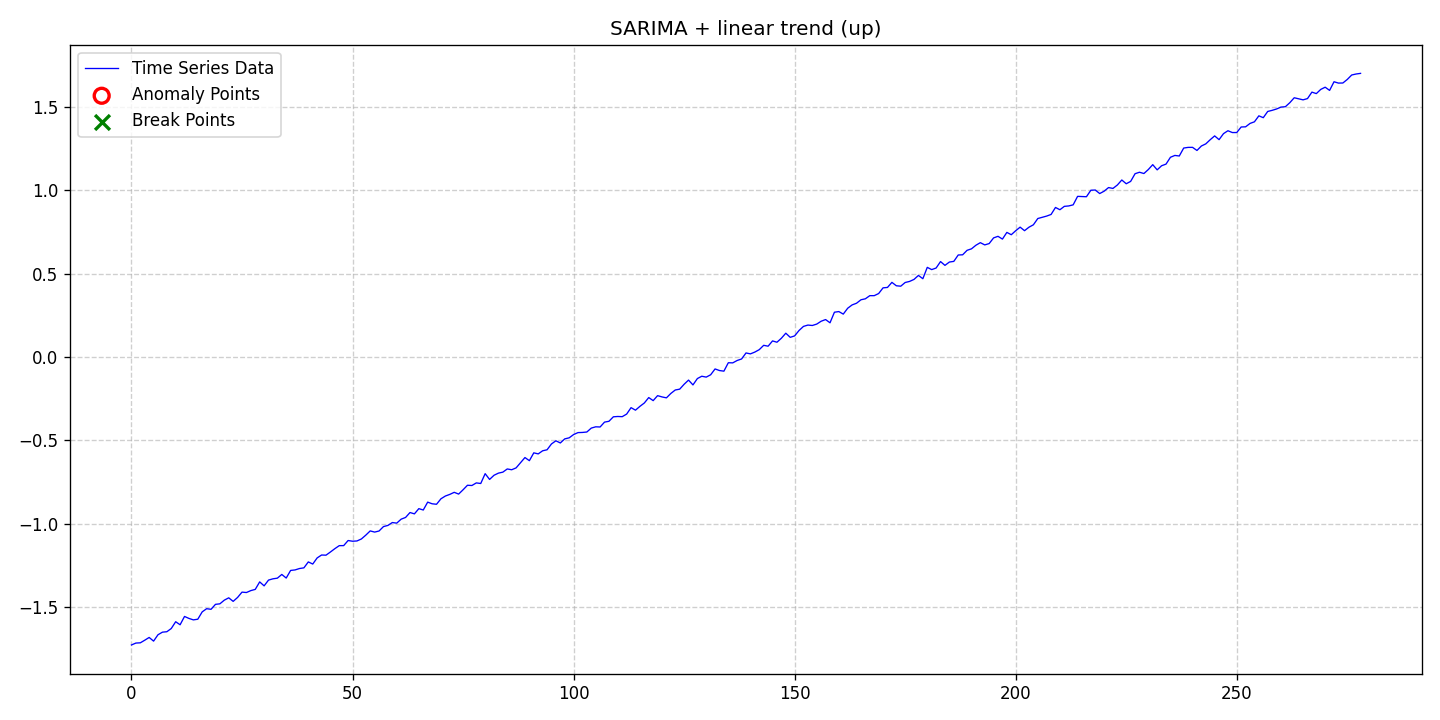 SARIMA + linear trend (up)
Time Series Data
Anomaly Points
Break Points
1.5
1.0
0.5
0.0
−0.5
−1.0
−1.5
0 50 100 150 200 250